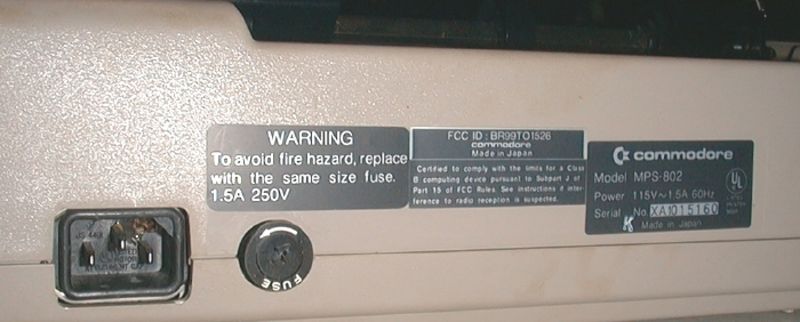 WARNING
To avoid fire hazard, replace
with the same size fuse.
1.5A 250V
FCC ID : BR99TO1526
commodore
Made in Japan
Certified to comply with the limits for a Class
B computing device pursuant to Subpart J of
Part 15 of FCC Rules. See instructions if inter-
ference to radio reception is suspected.
commodore
Model MPS-802
Power 115V~1.5A 60Hz
Serial No. XA1015160
K Made in Japan
UL
LISTED
FUSE